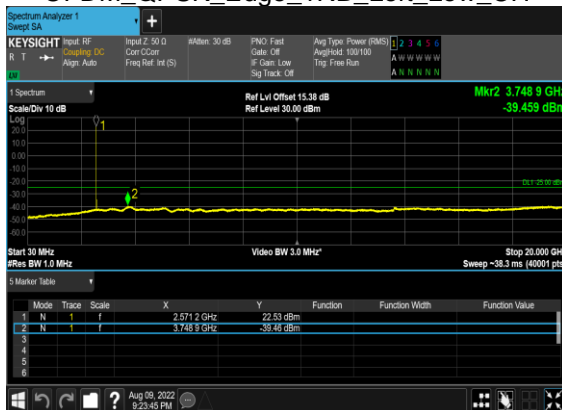 Spectrum Analyzer 1
Swept SA
KEYSIGHT Input: RF Input Z: 50 Ω #Atten: 30 dB PNO: Fast Avg Type: Power (RMS) 1 2 3 4 5 6
R T Coupling: DC Corr CCorr Gate: Off Avg|Hold: 100/100 A W W W W W
Align: Auto Freq Ref: Int (S) IF Gain: Low Trig: Free Run
Sig Track: Off A N N N N N
1 Spectrum Ref Lvl Offset 15.38 dB Mkr2 3.748 9 GHz
Scale/Div 10 dB Ref Level 30.00 dBm -39.459 dBm
Log
20.0
10.0
0.00
-10.0
-20.0
-30.0
-40.0
-50.0
-60.0
1
2
DL1 -25.00 dBm
Start 30 MHz Video BW 3.0 MHz* Stop 20.000 GHz
#Res BW 1.0 MHz Sweep ~38.3 ms (40001 pts)
5 Marker Table
Mode Trace Scale X Y Function Function Width Function Value
1 N 1 f 2.571 2 GHz 22.53 dBm
2 N 1 f 3.748 9 GHz -39.46 dBm
3
4
5
6
? Aug 09, 2022
9:23:45 PM